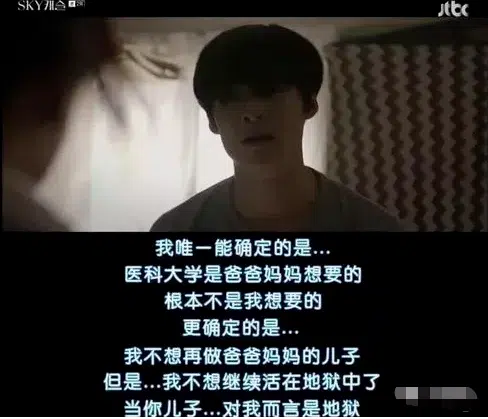 SKY캐슬
jtbc
我唯一能确定的是...
医科大学是爸爸妈妈想要的
根本不是我想要的
更确定的是...
我不想再做爸爸妈妈的儿子
但是...我不想继续活在地狱中了
当你儿子...对我而言是地狱